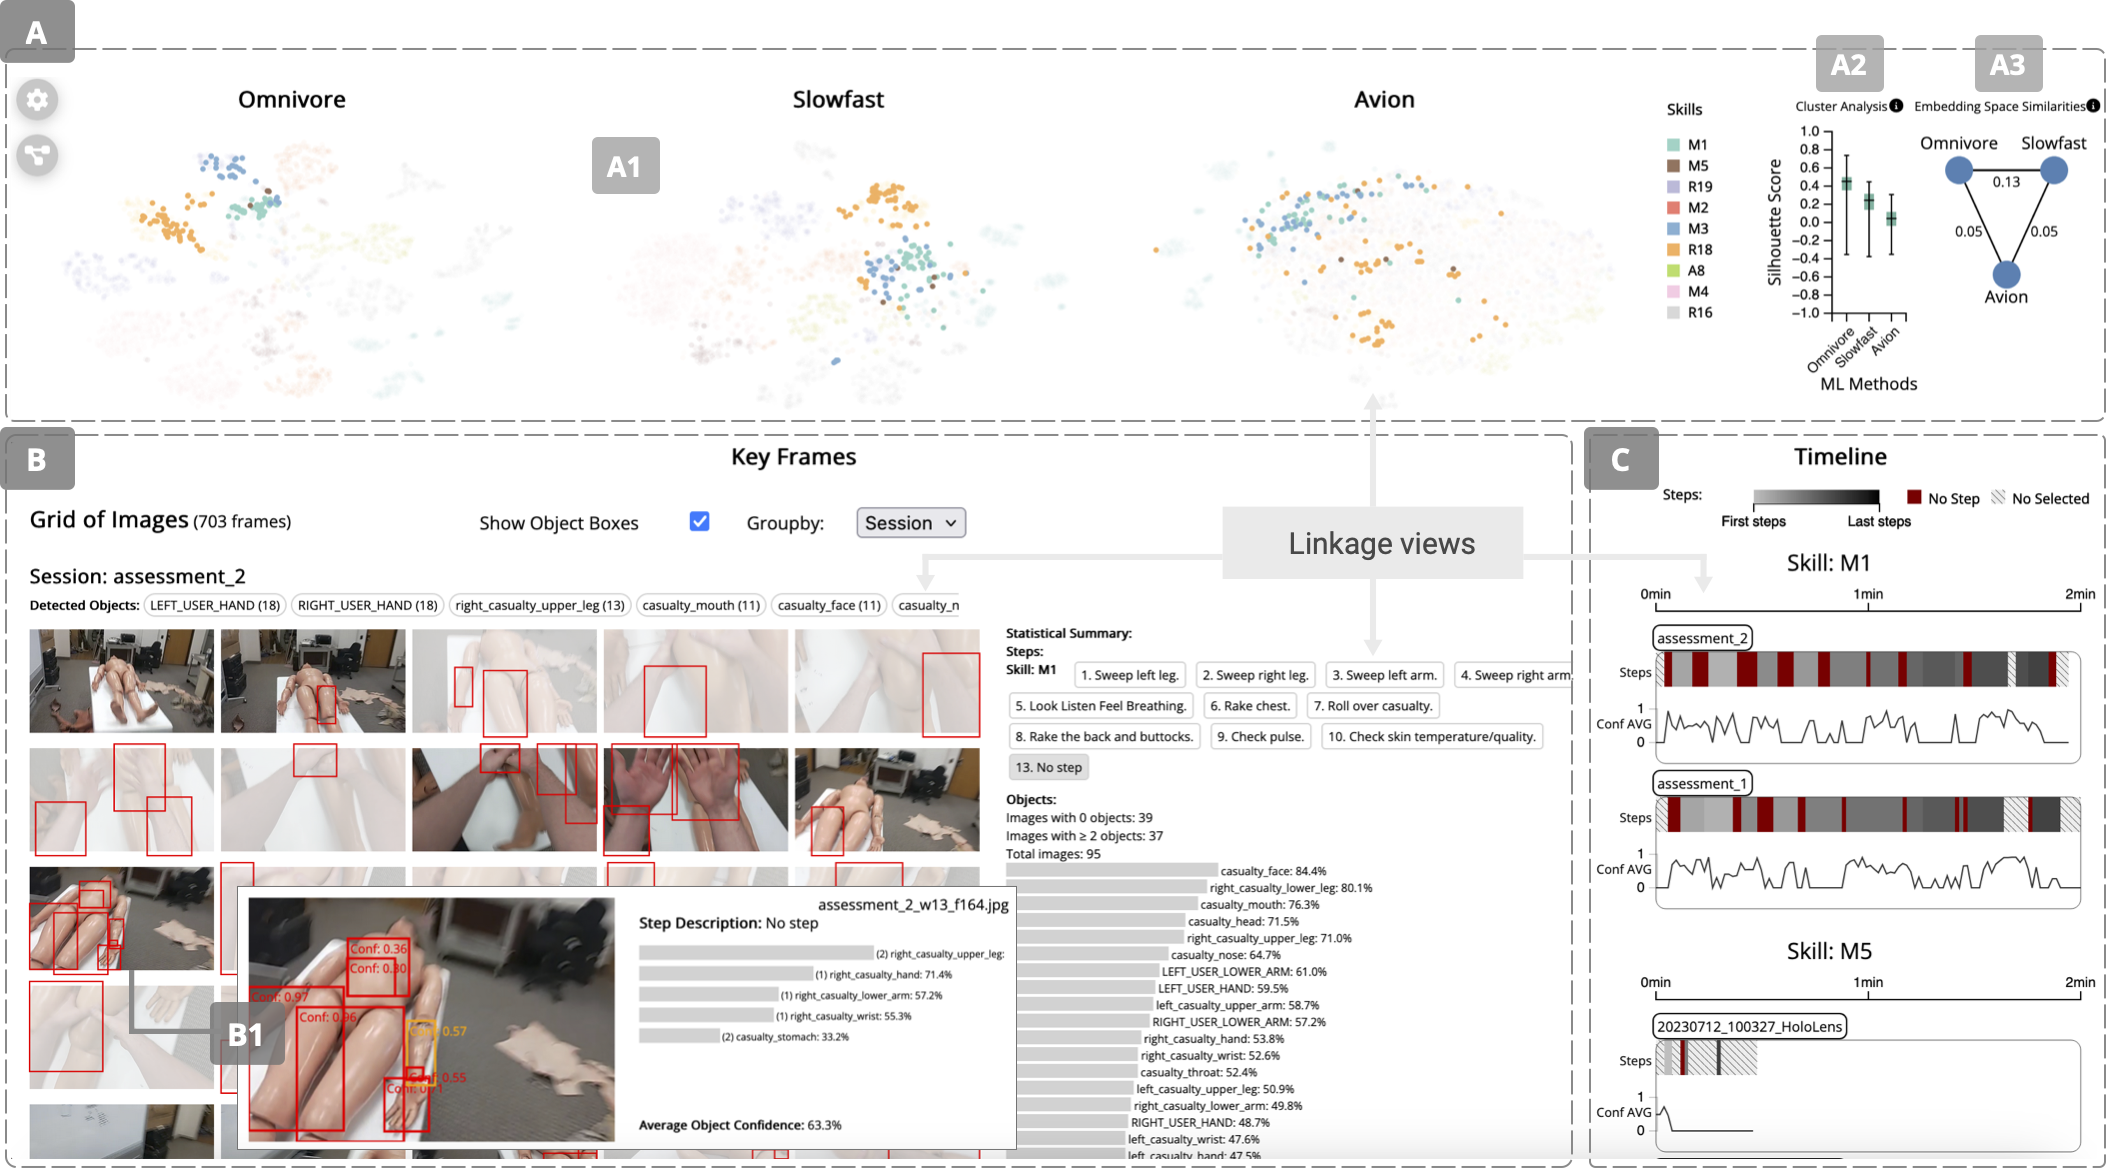 A
Omnivore
Slowfast
Avion
A1
Skills
M1
M5
R19
M2
M3
R18
A8
M4
R16
A2
Cluster Analysis
Silhouette Score
1.0
0.8
0.6
0.4
0.2
0.0
−0.2
−0.4
−0.6
−0.8
−1.0
Omnivore
Slowfast
Avion
ML Methods
A3
Embedding Space Similarities
Omnivore Slowfast
0.13
0.05 0.05
Avion
B
Key Frames
Grid of Images (703 frames)
Show Object Boxes Groupby: Session
Linkage views
Session: assessment_2
Detected Objects: LEFT_USER_HAND (18) RIGHT_USER_HAND (18) right_casualty_upper_leg (13) casualty_mouth (11) casualty_face (11) casualty_n
Statistical Summary:
Steps:
Skill: M1 1. Sweep left leg. 2. Sweep right leg. 3. Sweep left arm. 4. Sweep right arm
5. Look Listen Feel Breathing. 6. Rake chest. 7. Roll over casualty.
8. Rake the back and buttocks. 9. Check pulse. 10. Check skin temperature/quality.
13. No step
Objects:
Images with 0 objects: 39
Images with ≥ 2 objects: 37
Total images: 95
casualty_face: 84.4%
right_casualty_lower_leg: 80.1%
casualty_mouth: 76.3%
casualty_head: 71.5%
right_casualty_upper_leg: 71.0%
casualty_nose: 64.7%
LEFT_USER_LOWER_ARM: 61.0%
LEFT_USER_HAND: 59.5%
left_casualty_upper_arm: 58.7%
RIGHT_USER_LOWER_ARM: 57.2%
right_casualty_hand: 53.8%
right_casualty_wrist: 52.6%
casualty_throat: 52.4%
left_casualty_upper_leg: 50.9%
right_casualty_lower_arm: 49.8%
RIGHT_USER_HAND: 48.7%
left_casualty_wrist: 47.6%
left_casualty_hand: 47.5%
B1
assessment_2_w13_f164.jpg
Step Description: No step
(2) right_casualty_upper_leg:
(1) right_casualty_hand: 71.4%
(1) right_casualty_lower_arm: 57.2%
(1) right_casualty_wrist: 55.3%
(2) casualty_stomach: 33.2%
Average Object Confidence: 63.3%
Conf: 0.36
Conf: 0.30
Conf: 0.97
Conf: 0.96
0.57
0.55
C
Timeline
Steps:
First steps Last steps
No Step No Selected
Skill: M1
0min 1min 2min
assessment_2
Steps
1
Conf AVG
0
assessment_1
Steps
1
Conf AVG
0
Skill: M5
0min 1min 2min
20230712_100327_HoloLens
Steps
1
Conf AVG
0